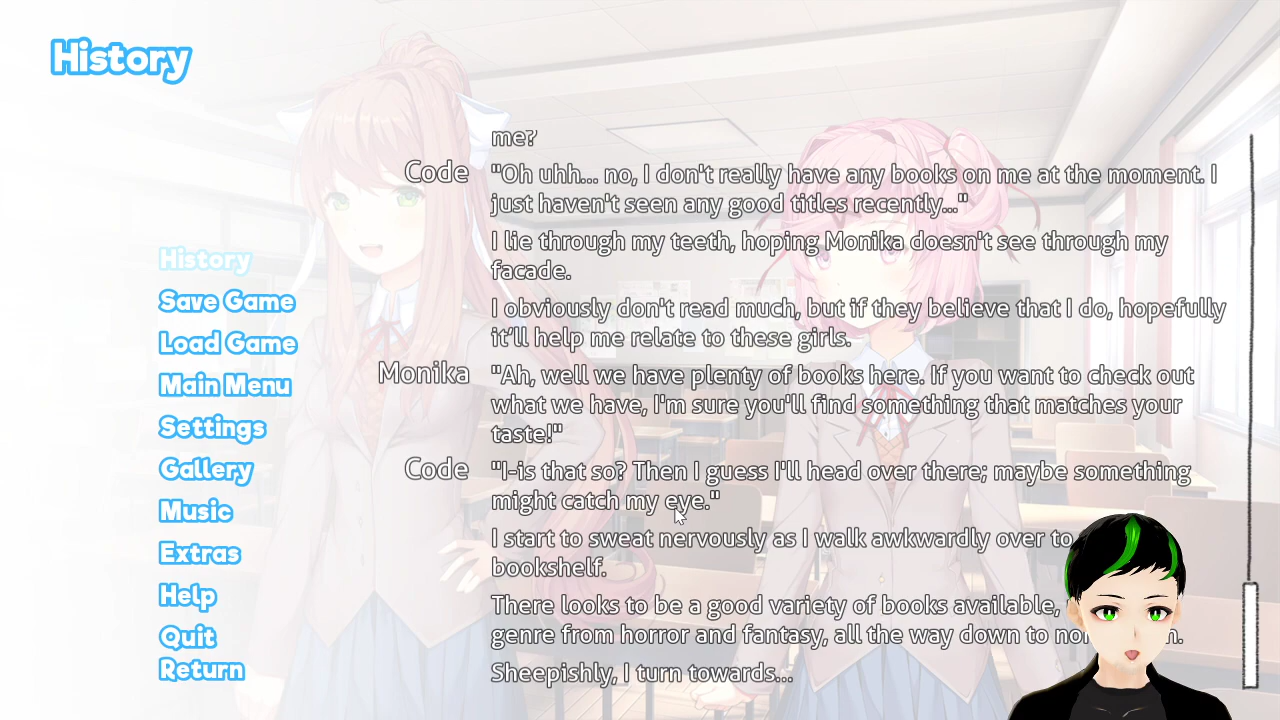 History
me?
Code
"Oh uhh... no, I don't really have any books on me at the moment. I
just haven't seen any good titles recently..."
I lie through my teeth, hoping Monika doesn't see through my
facade.
I obviously don't read much, but if they believe that I do, hopefully
it'll help me relate to these girls.
Monika
"Ah, well we have plenty of books here. If you want to check out
what we have, I'm sure you'll find something that matches your
taste!"
Code
"I-is that so? Then I guess I'll head over there; maybe something
might catch my eye."
I start to sweat nervously as I walk awkwardly over to
bookshelf.
There looks to be a good variety of books available,
genre from horror and fantasy, all the way down to
Sheepishly, I turn towards...
History
Save Game
Load Game
Main Menu
Settings
Gallery
Music
Extras
Help
Quit
Return